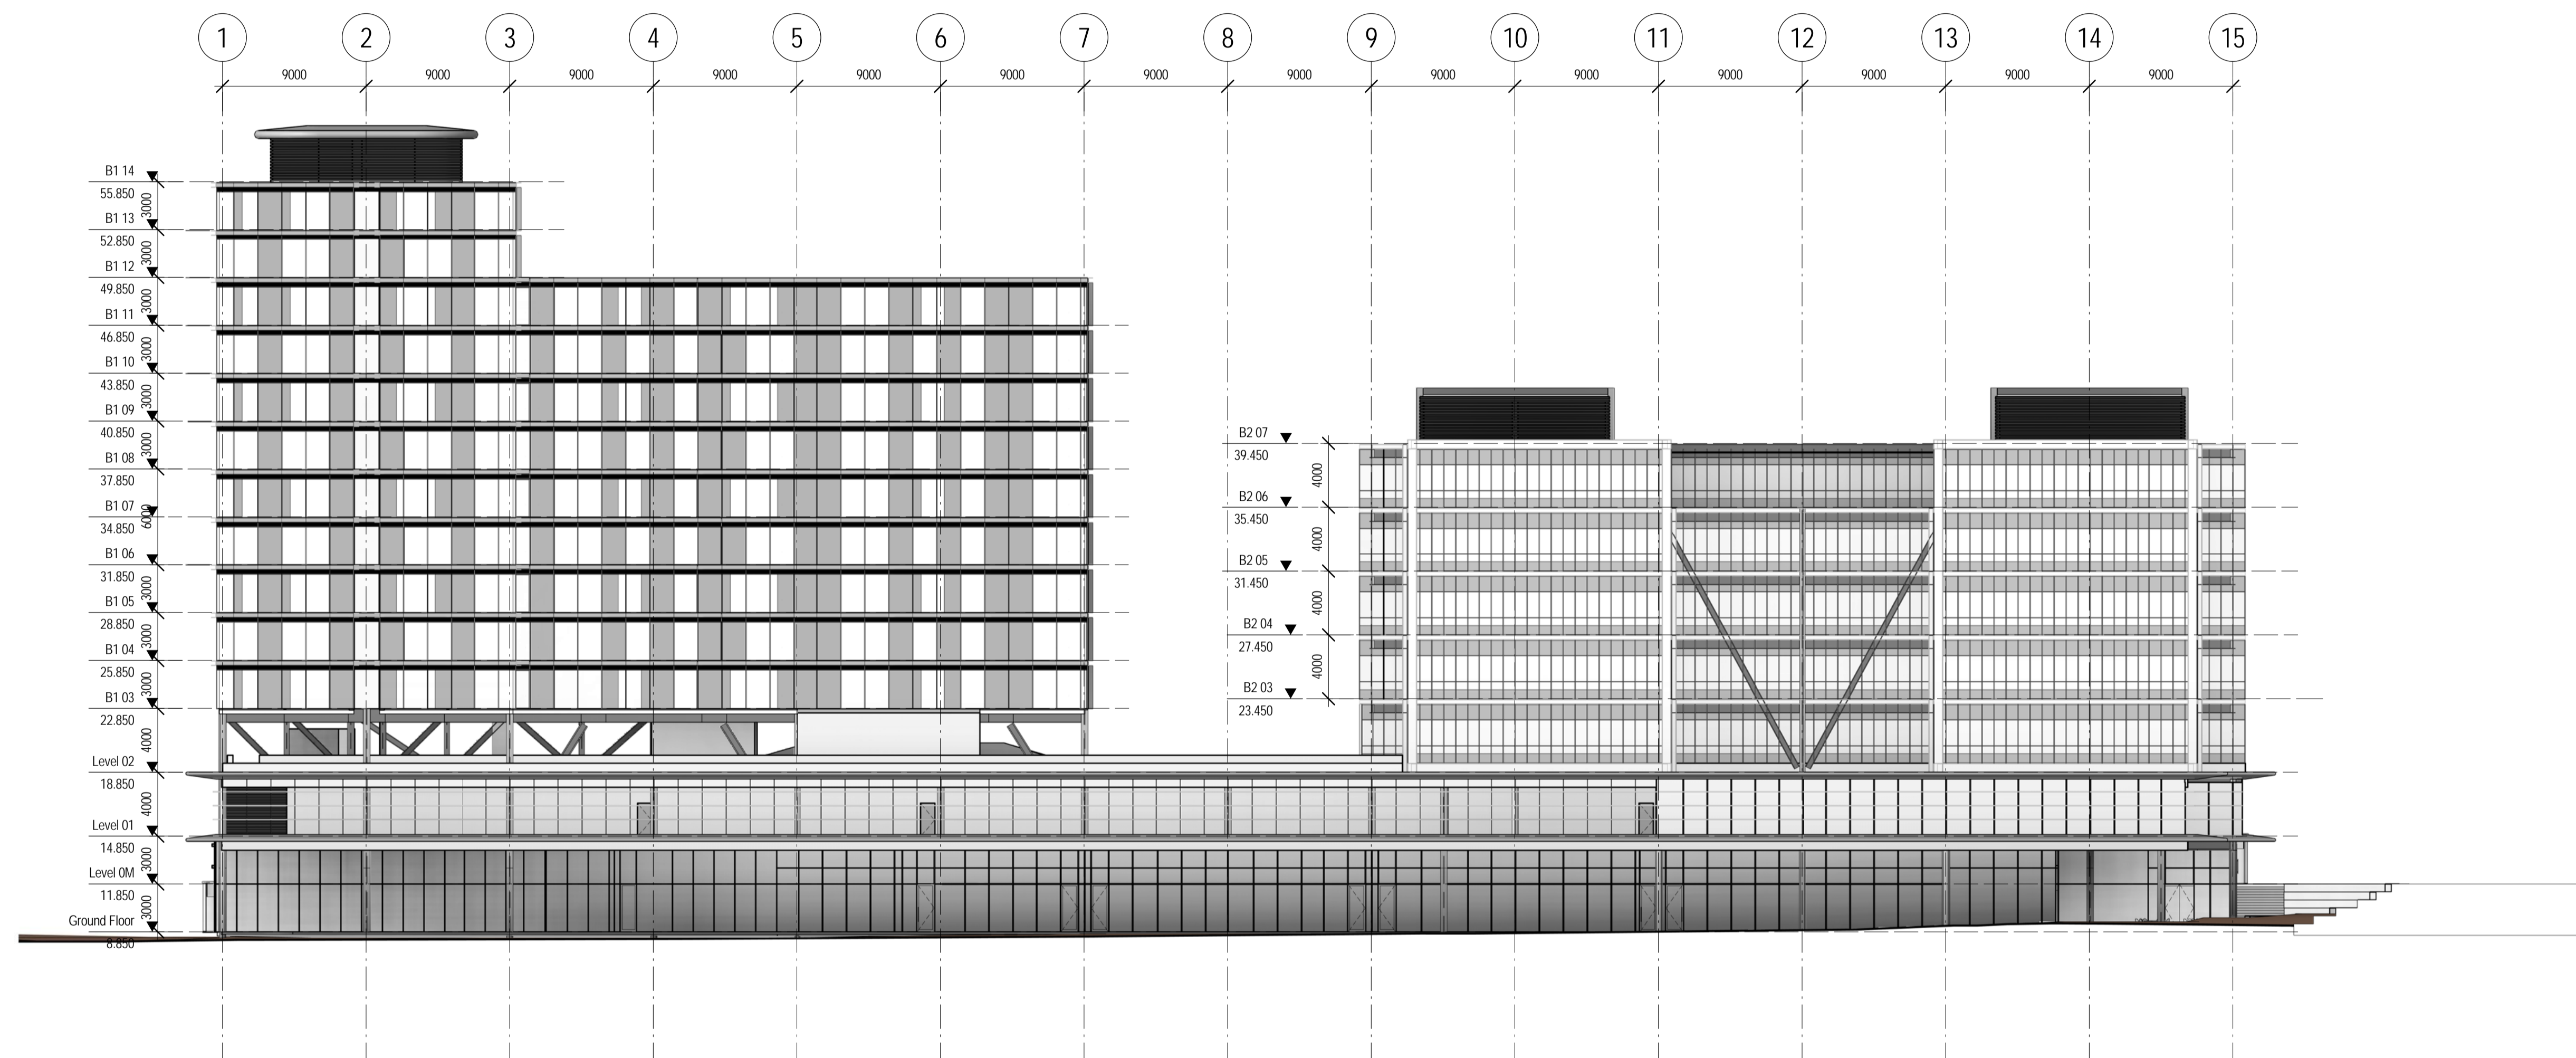 1 2 3 4 5 6 7 8 9 10 11 12 13 14 15
9000 9000 9000 9000 9000 9000 9000 9000 9000 9000 9000 9000 9000 9000
B1 14
55.850
3000
B1 13
52.850
3000
B1 12
49.850
3000
B1 11
46.850
3000
B1 10
43.850
3000
B1 09
40.850
3000
B1 08
37.850
B1 07
6000
34.850
B1 06
31.850
3000
B1 05
28.850
3000
B1 04
25.850
3000
B1 03
22.850
4000
Level 02
18.850
4000
Level 01
14.850
3000
Level 0M
11.850
3000
Ground Floor
8.850
B2 07
39.450
4000
B2 06
35.450
4000
B2 05
31.450
4000
B2 04
27.450
4000
B2 03
23.450